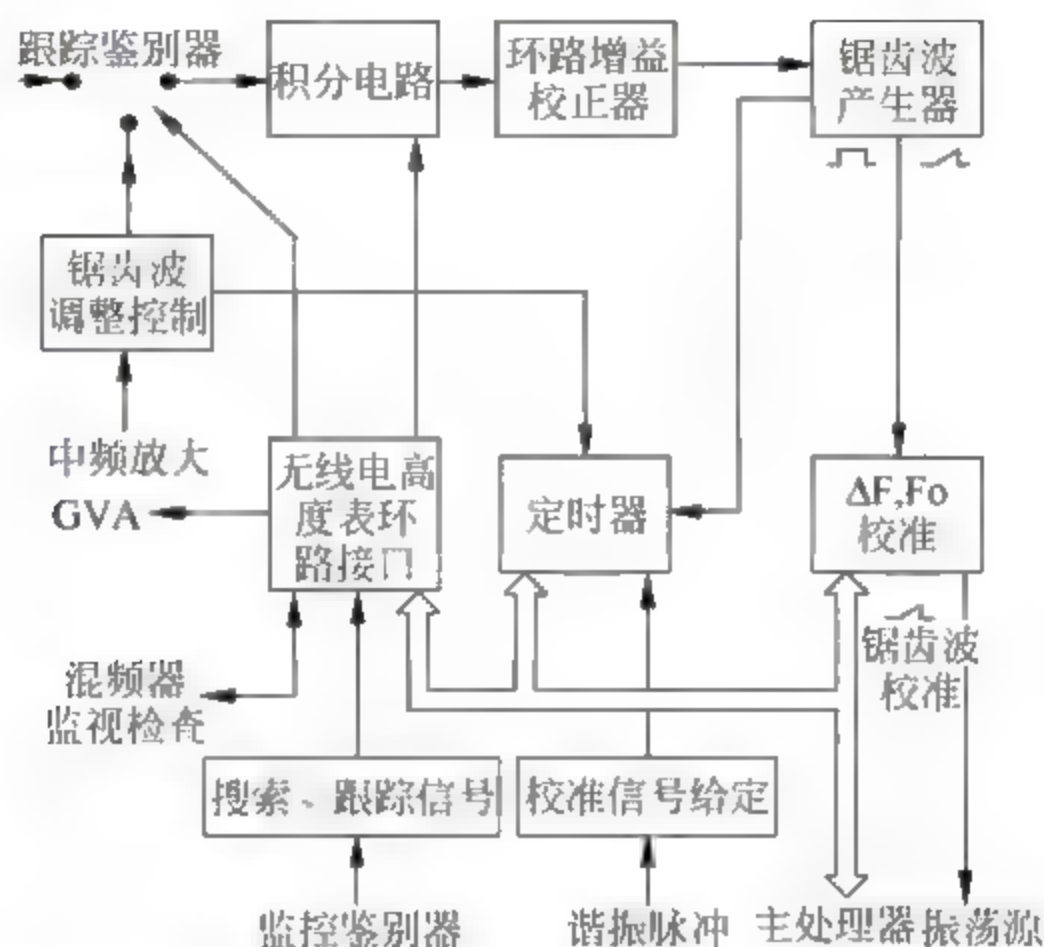 跟踪鉴别器
积分电路
环路增益
校正器
锯齿波
产生器
锯齿波
调整控制
中频放大
GVA
无线电高
度表环
路接口
定时器
ΔF,Fo
校准
锯齿波
校准
混频器
监视检查
搜索、跟踪信号
校准信号给定
监控鉴别器
谐振脉冲
主处理器
振荡源